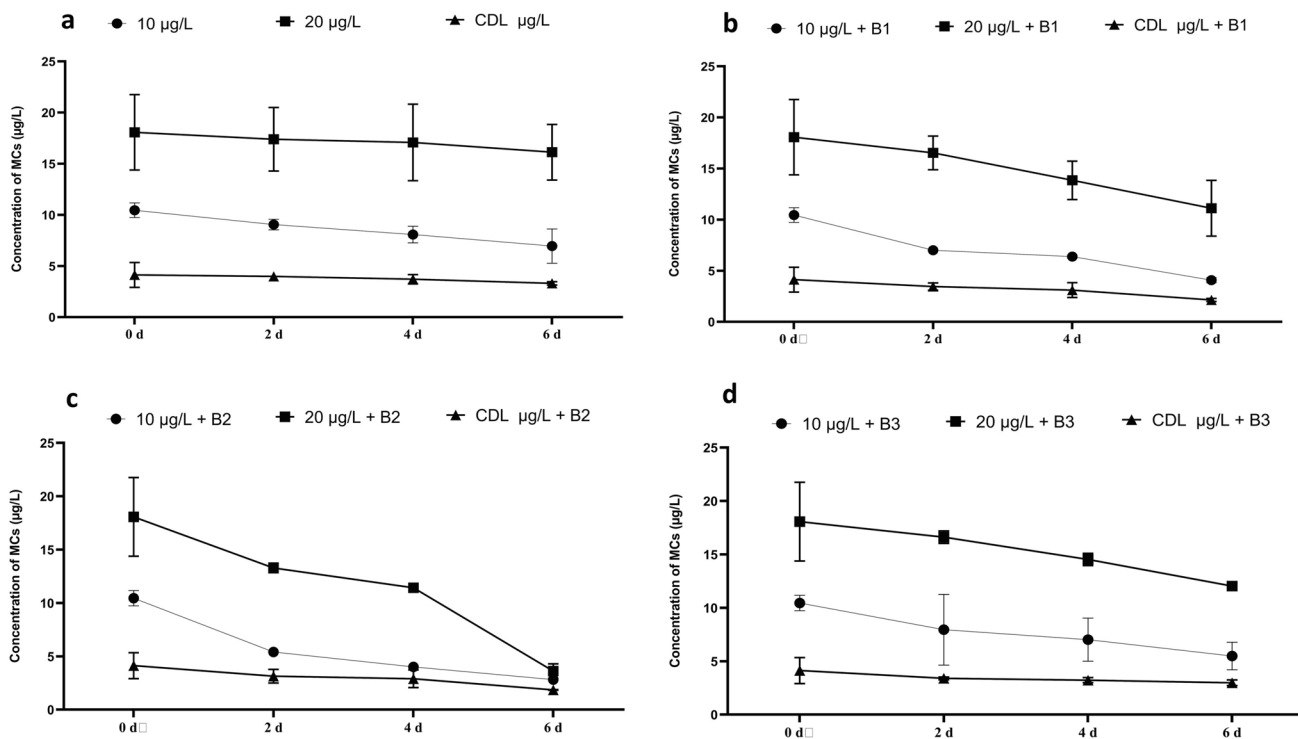 a
10 µg/L 20 µg/L CDL µg/L
Concentration of MCs (µg/L)
25
20
15
10
5
0
0 d 2 d 4 d 6 d
b
10 µg/L + B1 20 µg/L + B1 CDL µg/L + B1
Concentration of MCs (µg/L)
25
20
15
10
5
0
0 d□ 2 d 4 d 6 d
c
10 µg/L + B2 20 µg/L + B2 CDL µg/L + B2
Concentration of MCs (µg/L)
25
20
15
10
5
0
0 d□ 2 d 4 d 6 d
d
10 µg/L + B3 20 µg/L + B3 CDL µg/L + B3
Concentration of MCs (µg/L)
25
20
15
10
5
0
0 d□ 2 d 4 d 6 d